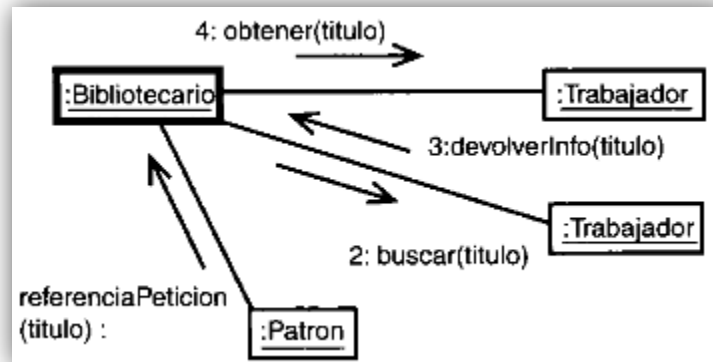 4: obtener(titulo)
:Bibliotecario
:Trabajador
3:devolverInfo(titulo)
:Trabajador
2: buscar(titulo)
referenciaPeticion
(titulo) :
:Patron